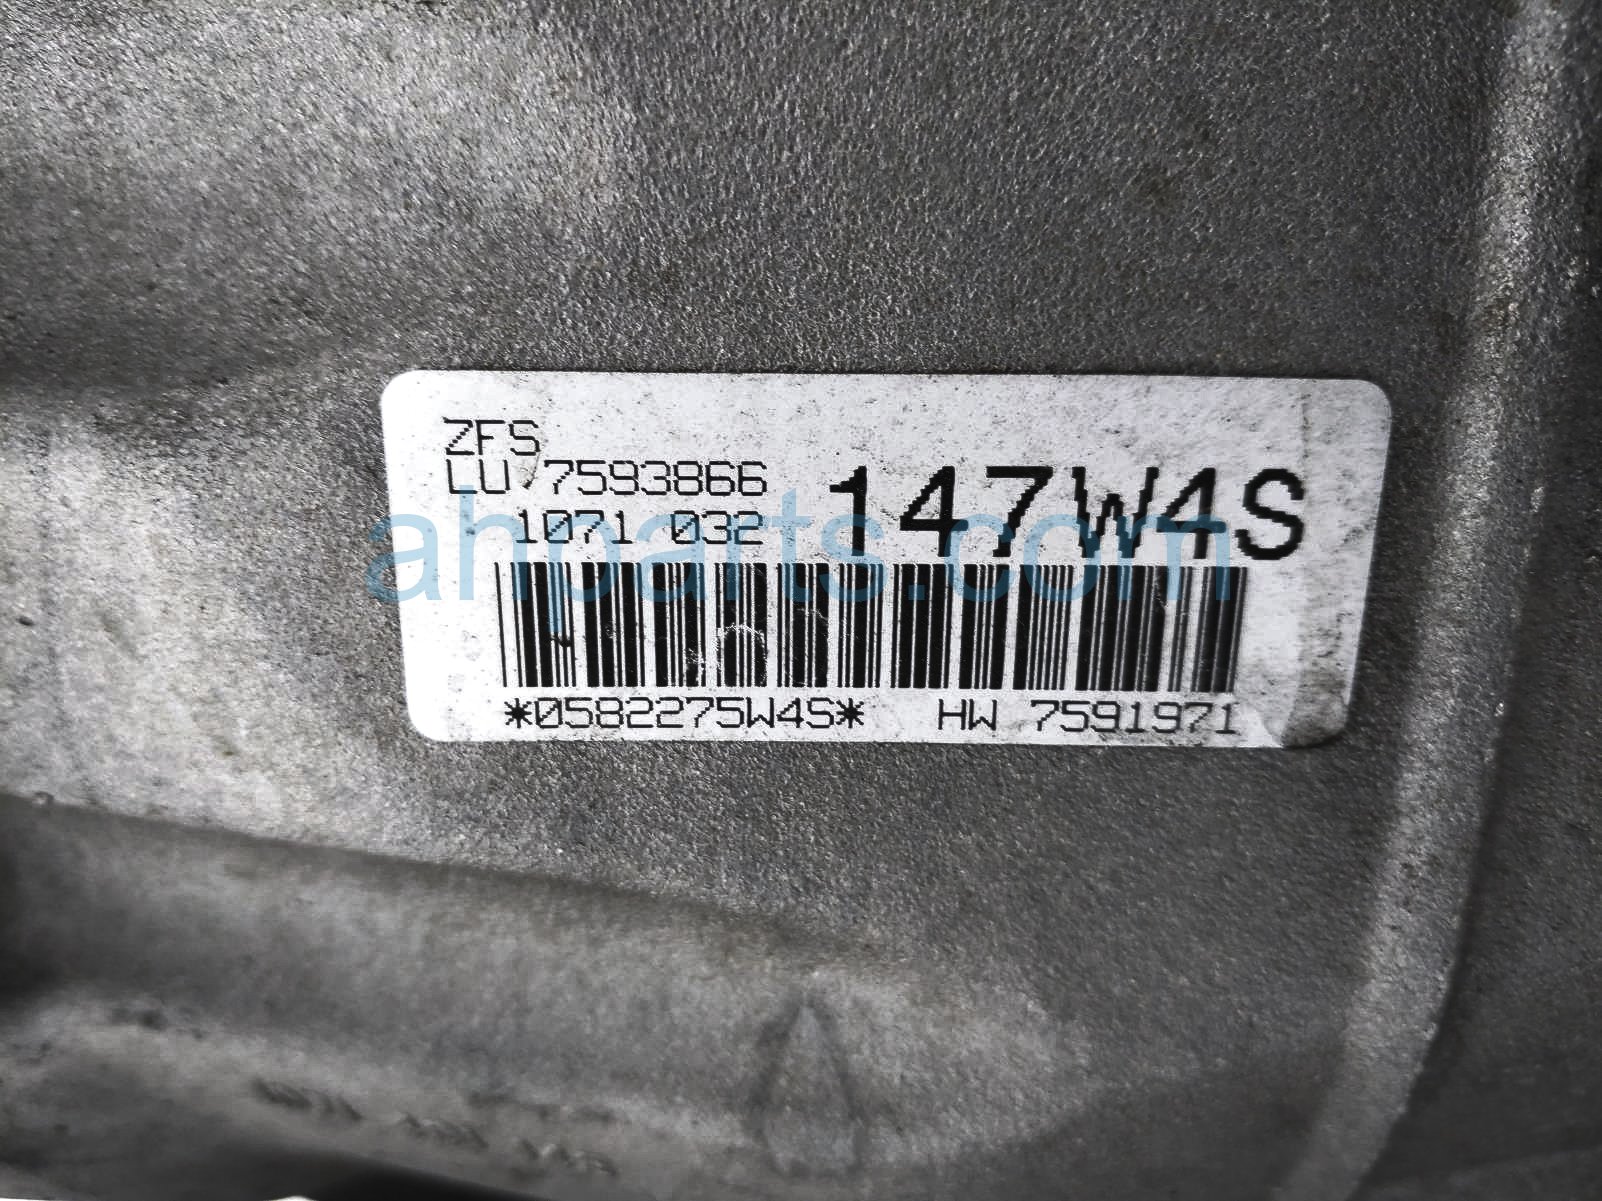 ZFS
LU 7593866
1071 032
147W4S
ahparts.com
*0582275W4S*
HW 7591971